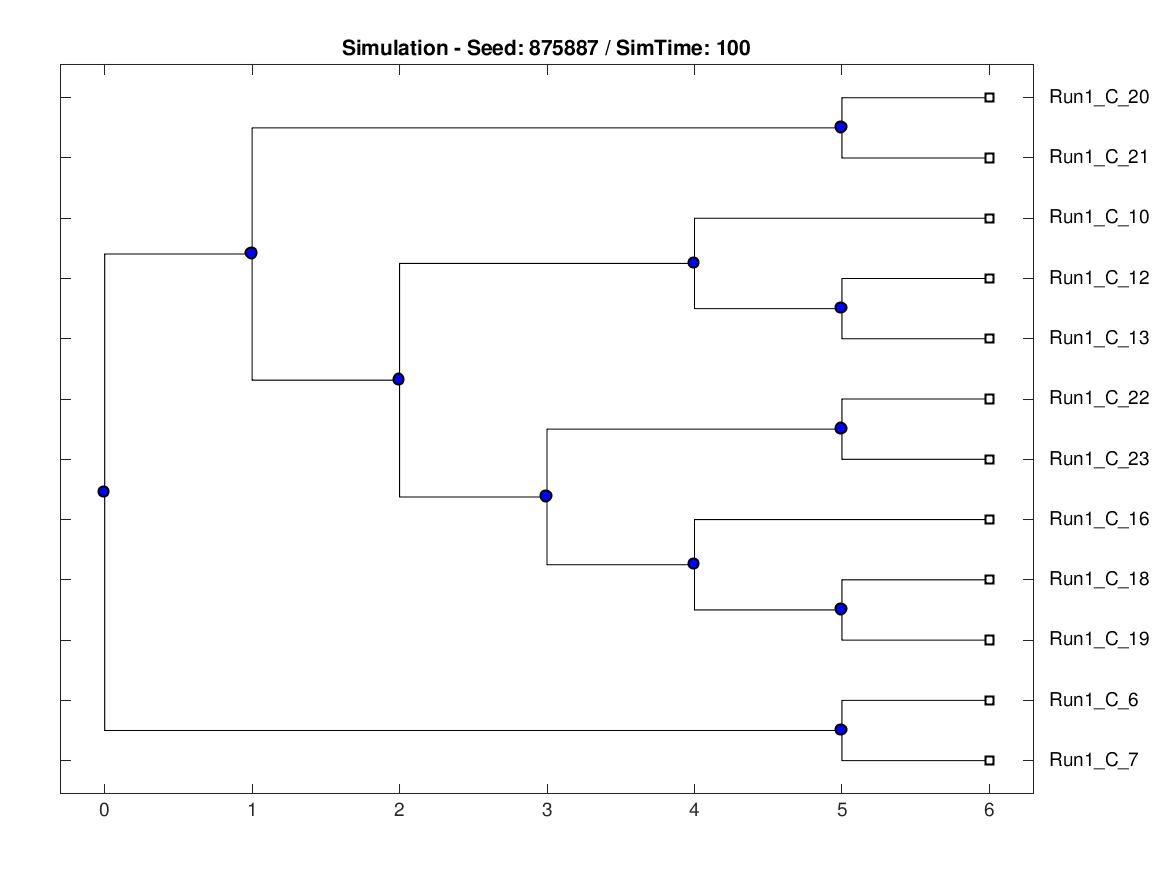 Simulation - Seed: 875887 / SimTime: 100
Run1_C_20
Run1_C_21
Run1_C_10
Run1_C_12
Run1_C_13
Run1_C_22
Run1_C_23
Run1_C_16
Run1_C_18
Run1_C_19
Run1_C_6
Run1_C_7
0 1 2 3 4 5 6